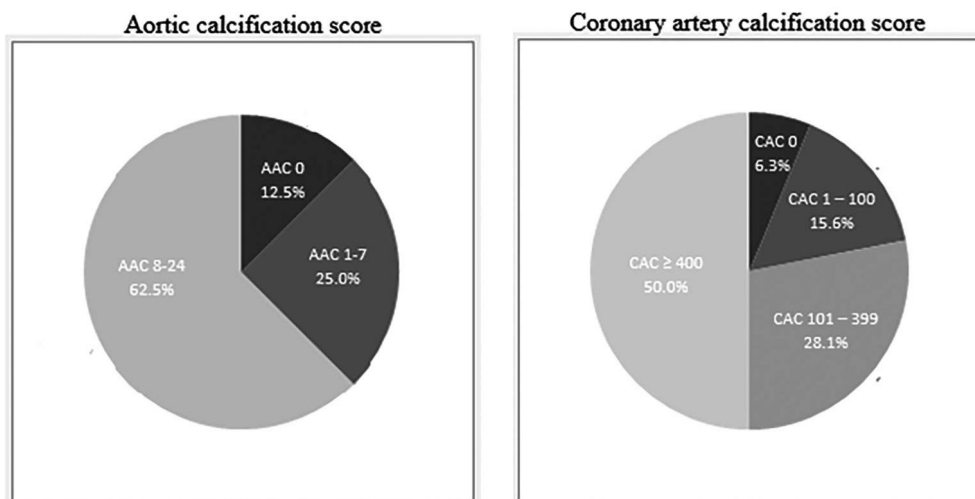 Aortic calcification score
AAC 0
12.5%
AAC 1-7
25.0%
AAC 8-24
62.5%
Coronary artery calcification score
CAC 0
6.3%
CAC 1 – 100
15.6%
CAC ≥ 400
50.0%
CAC 101 – 399
28.1%